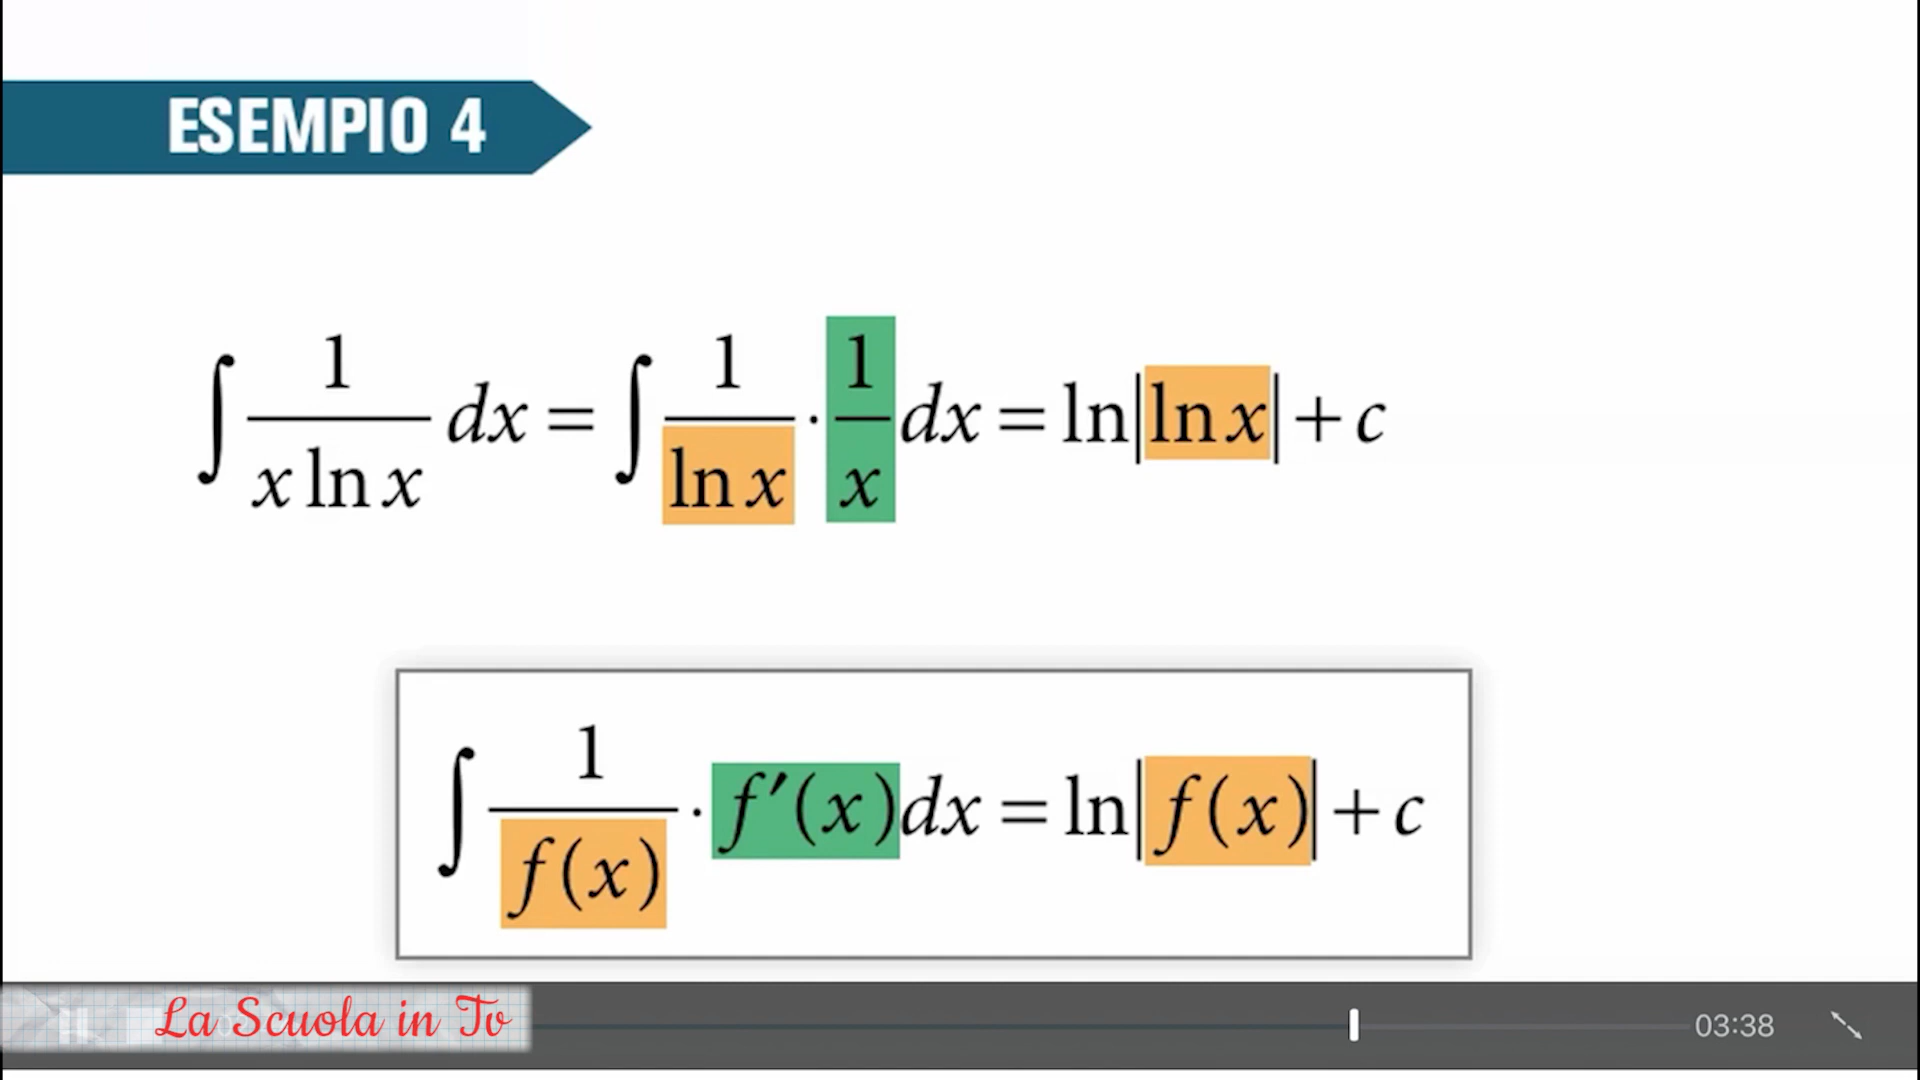 ESEMPIO 4
∫ 1/(x ln x) dx = ∫ 1/(ln x) · 1/x dx = ln|ln x| + c
∫ 1/f(x) · f′(x)dx = ln|f(x)| + c
La Scuola in Tv
03:38